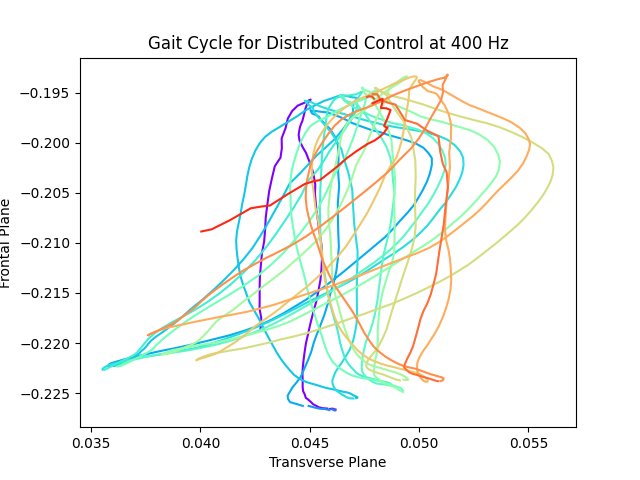 Gait Cycle for Distributed Control at 400 Hz
Frontal Plane
−0.195
−0.200
−0.205
−0.210
−0.215
−0.220
−0.225
0.035 0.040 0.045 0.050 0.055
Transverse Plane